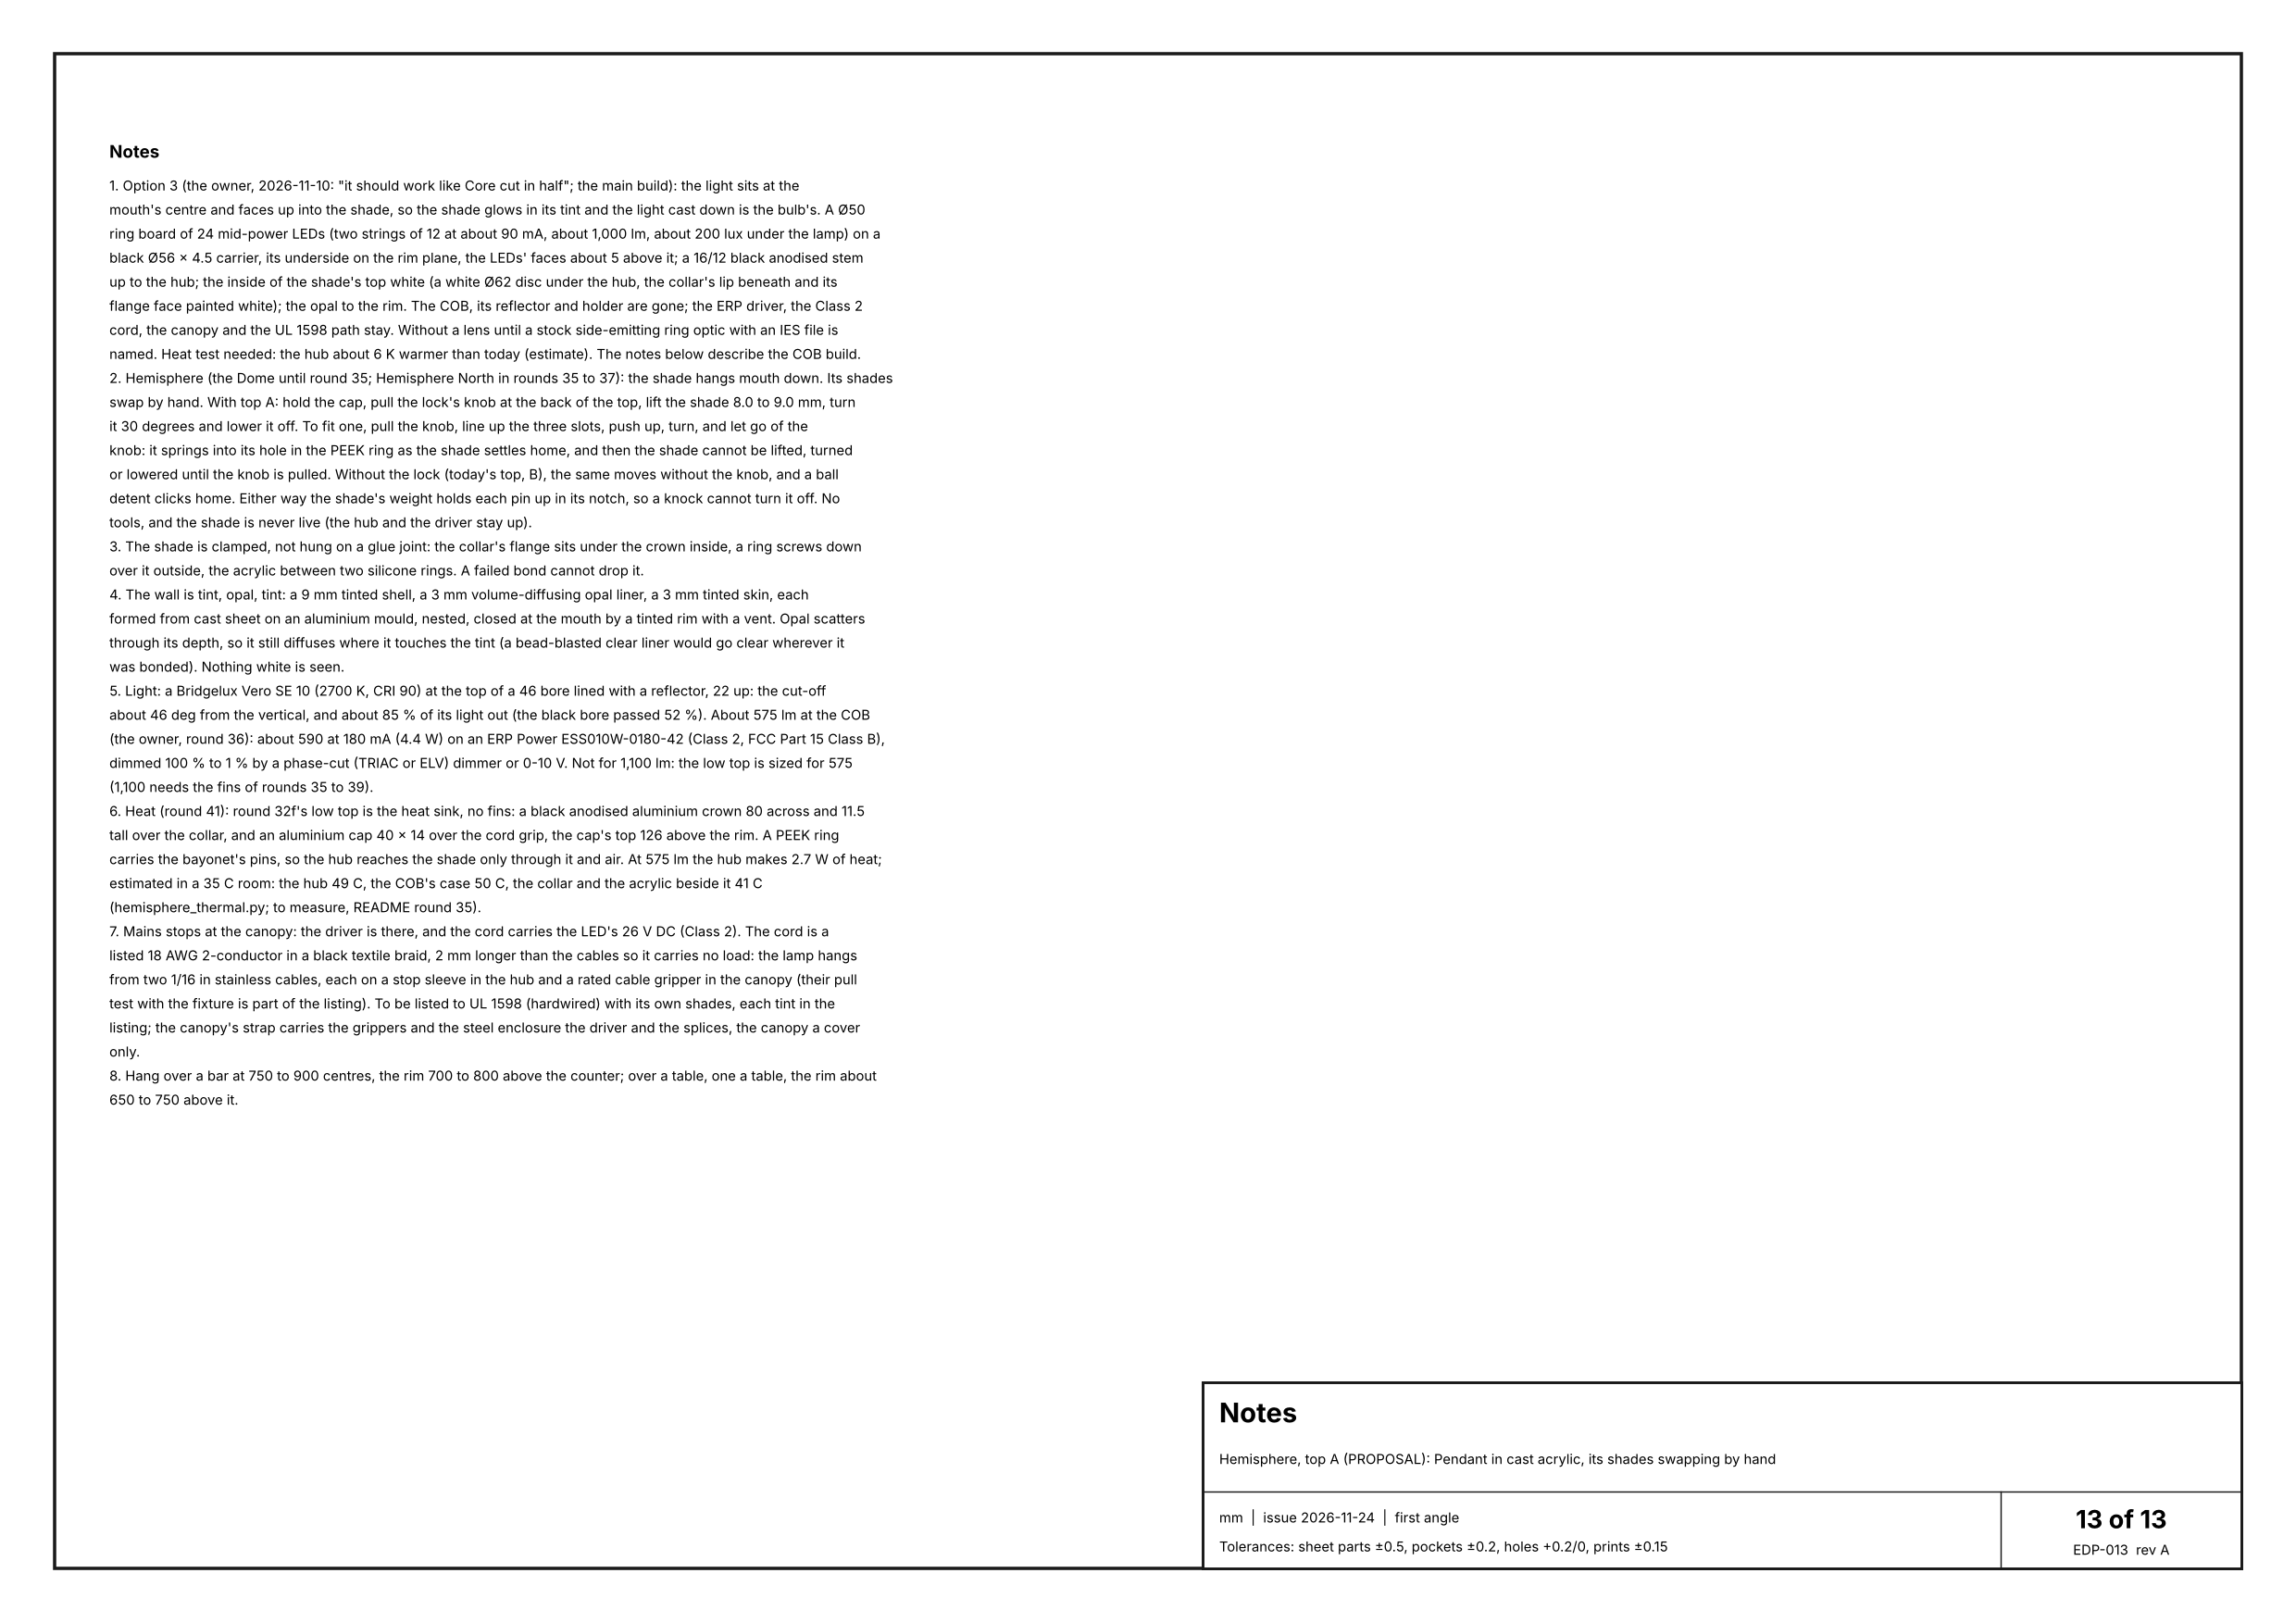 Notes
1. Option 3 (the owner, 2026-11-10: "it should work like Core cut in half"; the main build): the light sits at the
mouth's centre and faces up into the shade, so the shade glows in its tint and the light cast down is the bulb's. A Ø50
ring board of 24 mid-power LEDs (two strings of 12 at about 90 mA, about 1,000 lm, about 200 lux under the lamp) on a
black Ø56 × 4.5 carrier, its underside on the rim plane, the LEDs' faces about 5 above it; a 16/12 black anodised stem
up to the hub; the inside of the shade's top white (a white Ø62 disc under the hub, the collar's lip beneath and its
flange face painted white); the opal to the rim. The COB, its reflector and holder are gone; the ERP driver, the Class 2
cord, the canopy and the UL 1598 path stay. Without a lens until a stock side-emitting ring optic with an IES file is
named. Heat test needed: the hub about 6 K warmer than today (estimate). The notes below describe the COB build.
2. Hemisphere (the Dome until round 35; Hemisphere North in rounds 35 to 37): the shade hangs mouth down. Its shades
swap by hand. With top A: hold the cap, pull the lock's knob at the back of the top, lift the shade 8.0 to 9.0 mm, turn
it 30 degrees and lower it off. To fit one, pull the knob, line up the three slots, push up, turn, and let go of the
knob: it springs into its hole in the PEEK ring as the shade settles home, and then the shade cannot be lifted, turned
or lowered until the knob is pulled. Without the lock (today's top, B), the same moves without the knob, and a ball
detent clicks home. Either way the shade's weight holds each pin up in its notch, so a knock cannot turn it off. No
tools, and the shade is never live (the hub and the driver stay up).
3. The shade is clamped, not hung on a glue joint: the collar's flange sits under the crown inside, a ring screws down
over it outside, the acrylic between two silicone rings. A failed bond cannot drop it.
4. The wall is tint, opal, tint: a 9 mm tinted shell, a 3 mm volume-diffusing opal liner, a 3 mm tinted skin, each
formed from cast sheet on an aluminium mould, nested, closed at the mouth by a tinted rim with a vent. Opal scatters
through its depth, so it still diffuses where it touches the tint (a bead-blasted clear liner would go clear wherever it
was bonded). Nothing white is seen.
5. Light: a Bridgelux Vero SE 10 (2700 K, CRI 90) at the top of a 46 bore lined with a reflector, 22 up: the cut-off
about 46 deg from the vertical, and about 85 % of its light out (the black bore passed 52 %). About 575 lm at the COB
(the owner, round 36): about 590 at 180 mA (4.4 W) on an ERP Power ESS010W-0180-42 (Class 2, FCC Part 15 Class B),
dimmed 100 % to 1 % by a phase-cut (TRIAC or ELV) dimmer or 0-10 V. Not for 1,100 lm: the low top is sized for 575
(1,100 needs the fins of rounds 35 to 39).
6. Heat (round 41): round 32f's low top is the heat sink, no fins: a black anodised aluminium crown 80 across and 11.5
tall over the collar, and an aluminium cap 40 × 14 over the cord grip, the cap's top 126 above the rim. A PEEK ring
carries the bayonet's pins, so the hub reaches the shade only through it and air. At 575 lm the hub makes 2.7 W of heat;
estimated in a 35 C room: the hub 49 C, the COB's case 50 C, the collar and the acrylic beside it 41 C
(hemisphere_thermal.py; to measure, README round 35).
7. Mains stops at the canopy: the driver is there, and the cord carries the LED's 26 V DC (Class 2). The cord is a
listed 18 AWG 2-conductor in a black textile braid, 2 mm longer than the cables so it carries no load: the lamp hangs
from two 1/16 in stainless cables, each on a stop sleeve in the hub and a rated cable gripper in the canopy (their pull
test with the fixture is part of the listing). To be listed to UL 1598 (hardwired) with its own shades, each tint in the
listing; the canopy's strap carries the grippers and the steel enclosure the driver and the splices, the canopy a cover
only.
8. Hang over a bar at 750 to 900 centres, the rim 700 to 800 above the counter; over a table, one a table, the rim about
650 to 750 above it.
Notes
Hemisphere, top A (PROPOSAL): Pendant in cast acrylic, its shades swapping by hand
mm | issue 2026-11-24 | first angle
Tolerances: sheet parts ±0.5, pockets ±0.2, holes +0.2/0, prints ±0.15
13 of 13
EDP-013 rev A